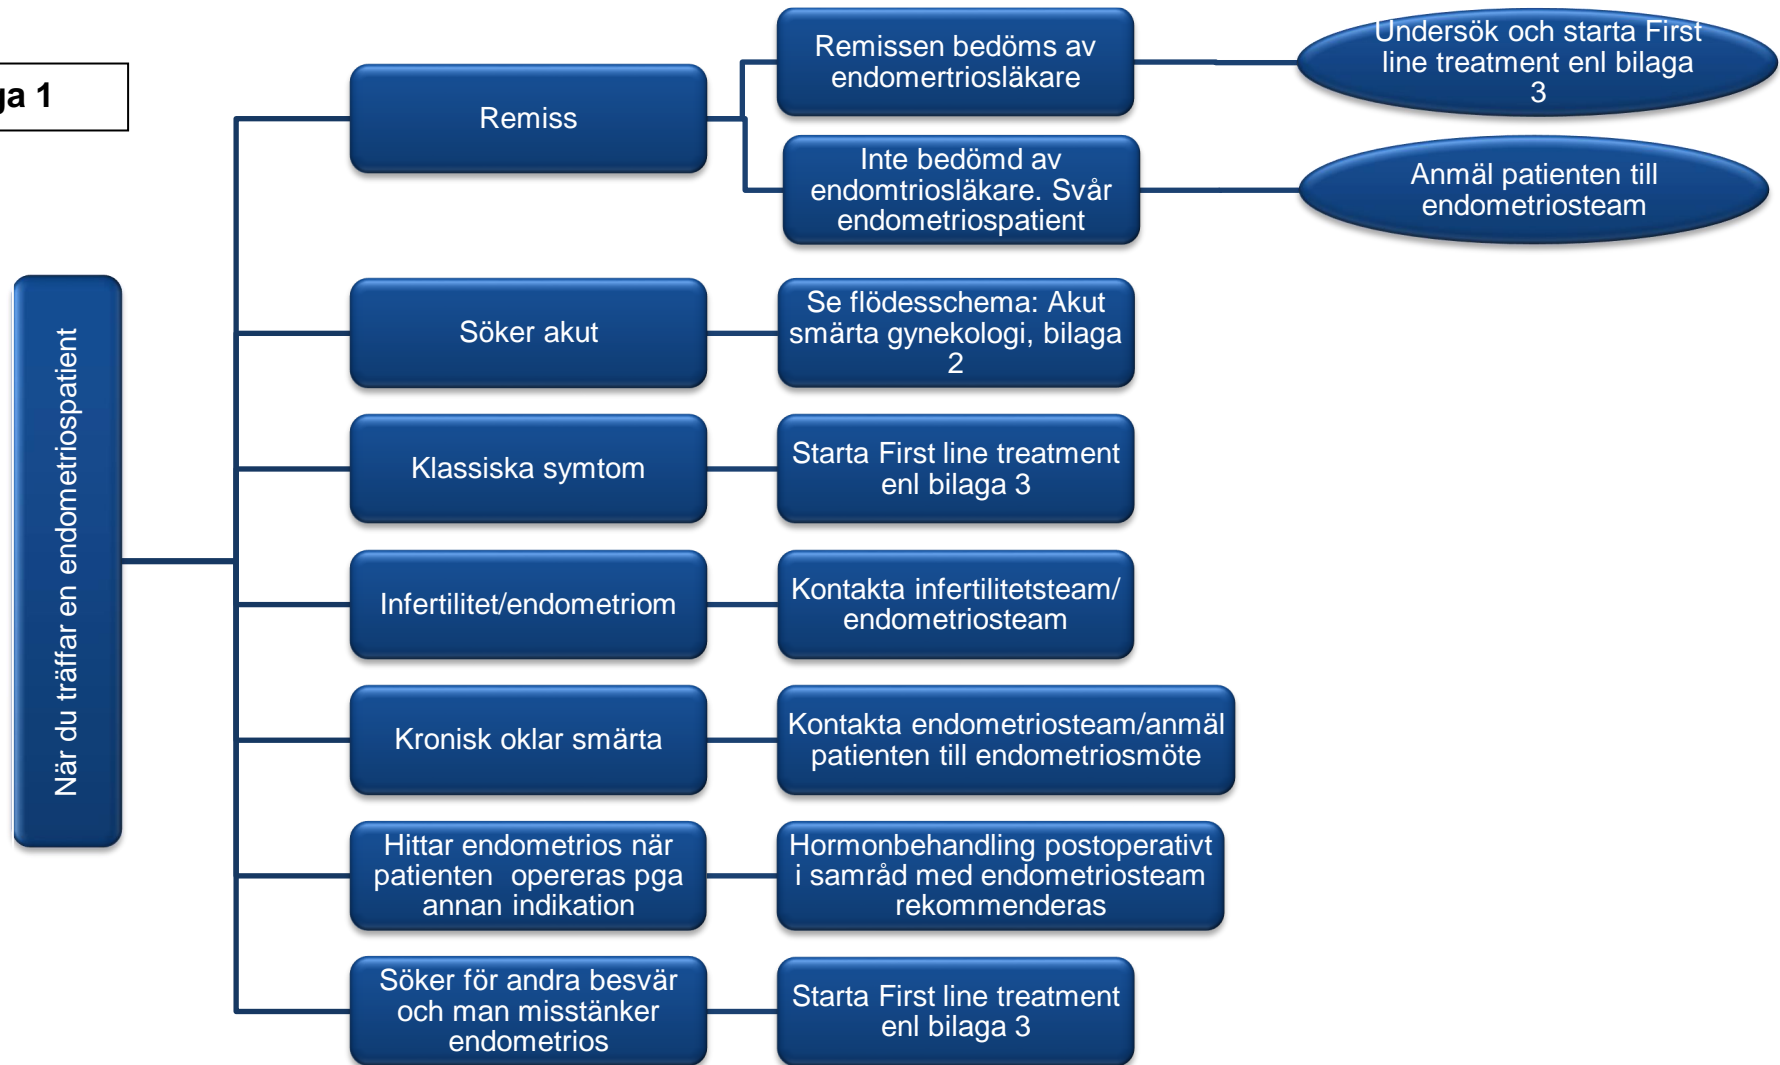 ga 1
När du träffar en endometriospatient
Remiss
Remissen bedöms av
endomertriosläkare
Undersök och starta First
line treatment enl bilaga
3
Inte bedömd av
endomtriosläkare. Svår
endometriospatient
Anmäl patienten till
endometriosteam
Söker akut
Se flödesschema: Akut
smärta gynekologi, bilaga
2
Klassiska symtom
Starta First line treatment
enl bilaga 3
Infertilitet/endometriom
Kontakta infertilitetsteam/
endometriosteam
Kronisk oklar smärta
Kontakta endometriosteam/anmäl
patienten till endometriosmöte
Hittar endometrios när
patienten opereras pga
annan indikation
Hormonbehandling postoperativt
i samråd med endometriosteam
rekommenderas
Söker för andra besvär
och man misstänker
endometrios
Starta First line treatment
enl bilaga 3